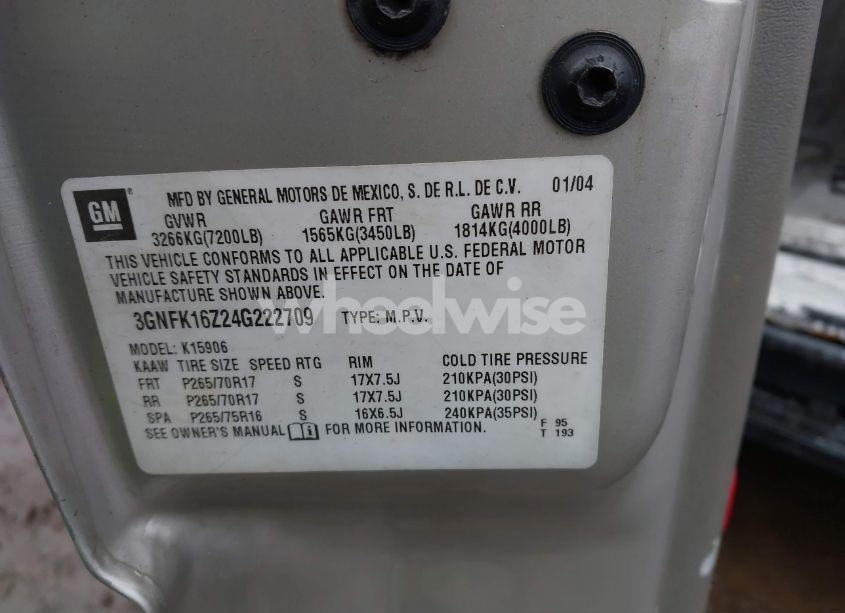 GM
MFD BY GENERAL MOTORS DE MEXICO, S. DE R.L. DE C.V. 01/04
GVWR GAWR FRT GAWR RR
3266KG(7200LB) 1565KG(3450LB) 1814KG(4000LB)
THIS VEHICLE CONFORMS TO ALL APPLICABLE U.S. FEDERAL MOTOR
VEHICLE SAFETY STANDARDS IN EFFECT ON THE DATE OF
MANUFACTURE SHOWN ABOVE.
3GNFK16Z24G222709 TYPE: M.P.V.
wheelwise
MODEL: K15906
KAAW TIRE SIZE SPEED RTG RIM COLD TIRE PRESSURE
FRT P265/70R17 S 17X7.5J 210KPA(30PSI)
RR P265/70R17 S 17X7.5J 210KPA(30PSI)
SPA P265/75R16 S 16X6.5J 240KPA(35PSI)
SEE OWNER'S MANUAL FOR MORE INFORMATION.
F 95
T 193